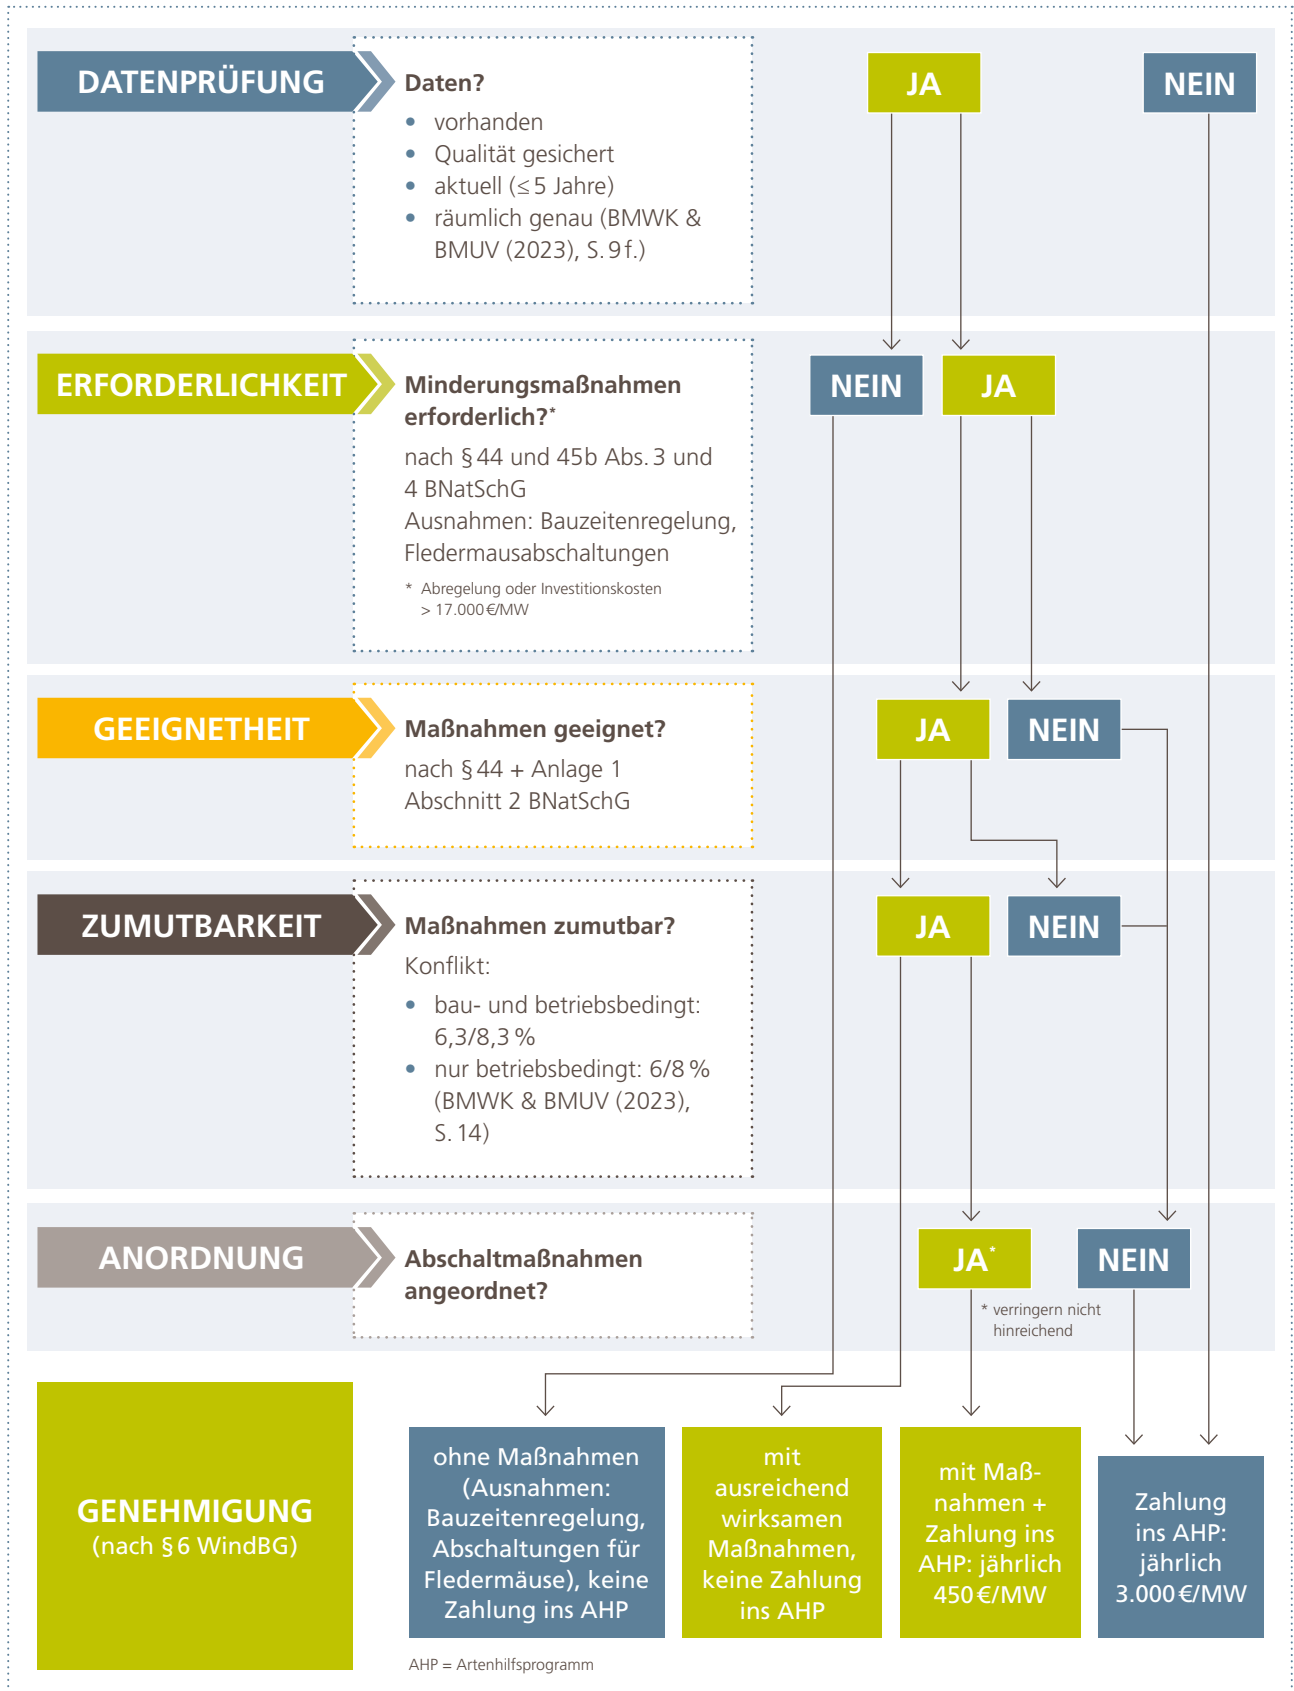 DATENPRÜFUNG
Daten?
• vorhanden
• Qualität gesichert
• aktuell (≤ 5 Jahre)
• räumlich genau (BMWK &
BMUV (2023), S. 9 f.)
JA
NEIN
ERFORDERLICHKEIT
Minderungsmaßnahmen
erforderlich?*
nach § 44 und 45b Abs. 3 und
4 BNatSchG
Ausnahmen: Bauzeitenregelung,
Fledermausabschaltungen
* Abregelung oder Investitionskosten
> 17.000 €/MW
NEIN
JA
GEEIGNETHEIT
Maßnahmen geeignet?
nach § 44 + Anlage 1
Abschnitt 2 BNatSchG
JA
NEIN
ZUMUTBARKEIT
Maßnahmen zumutbar?
Konflikt:
• bau- und betriebsbedingt:
6,3/8,3 %
• nur betriebsbedingt: 6/8 %
(BMWK & BMUV (2023),
S. 14)
JA
NEIN
ANORDNUNG
Abschaltmaßnahmen
angeordnet?
JA*
* verringern nicht
hinreichend
NEIN
GENEHMIGUNG
(nach § 6 WindBG)
ohne Maßnahmen
(Ausnahmen:
Bauzeitenregelung,
Abschaltungen für
Fledermäuse), keine
Zahlung ins AHP
mit
ausreichend
wirksamen
Maßnahmen,
keine Zahlung
ins AHP
mit Maß-
nahmen +
Zahlung ins
AHP: jährlich
450 €/MW
Zahlung
ins AHP:
jährlich
3.000 €/MW
AHP = Artenhilfsprogramm